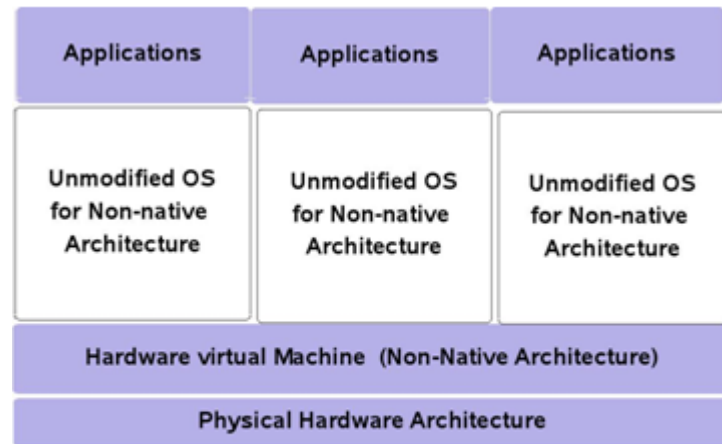 Applications
Applications
Applications
Unmodified OS
for Non-native
Architecture
Unmodified OS
for Non-native
Architecture
Unmodified OS
for Non-native
Architecture
Hardware virtual Machine (Non-Native Architecture)
Physical Hardware Architecture